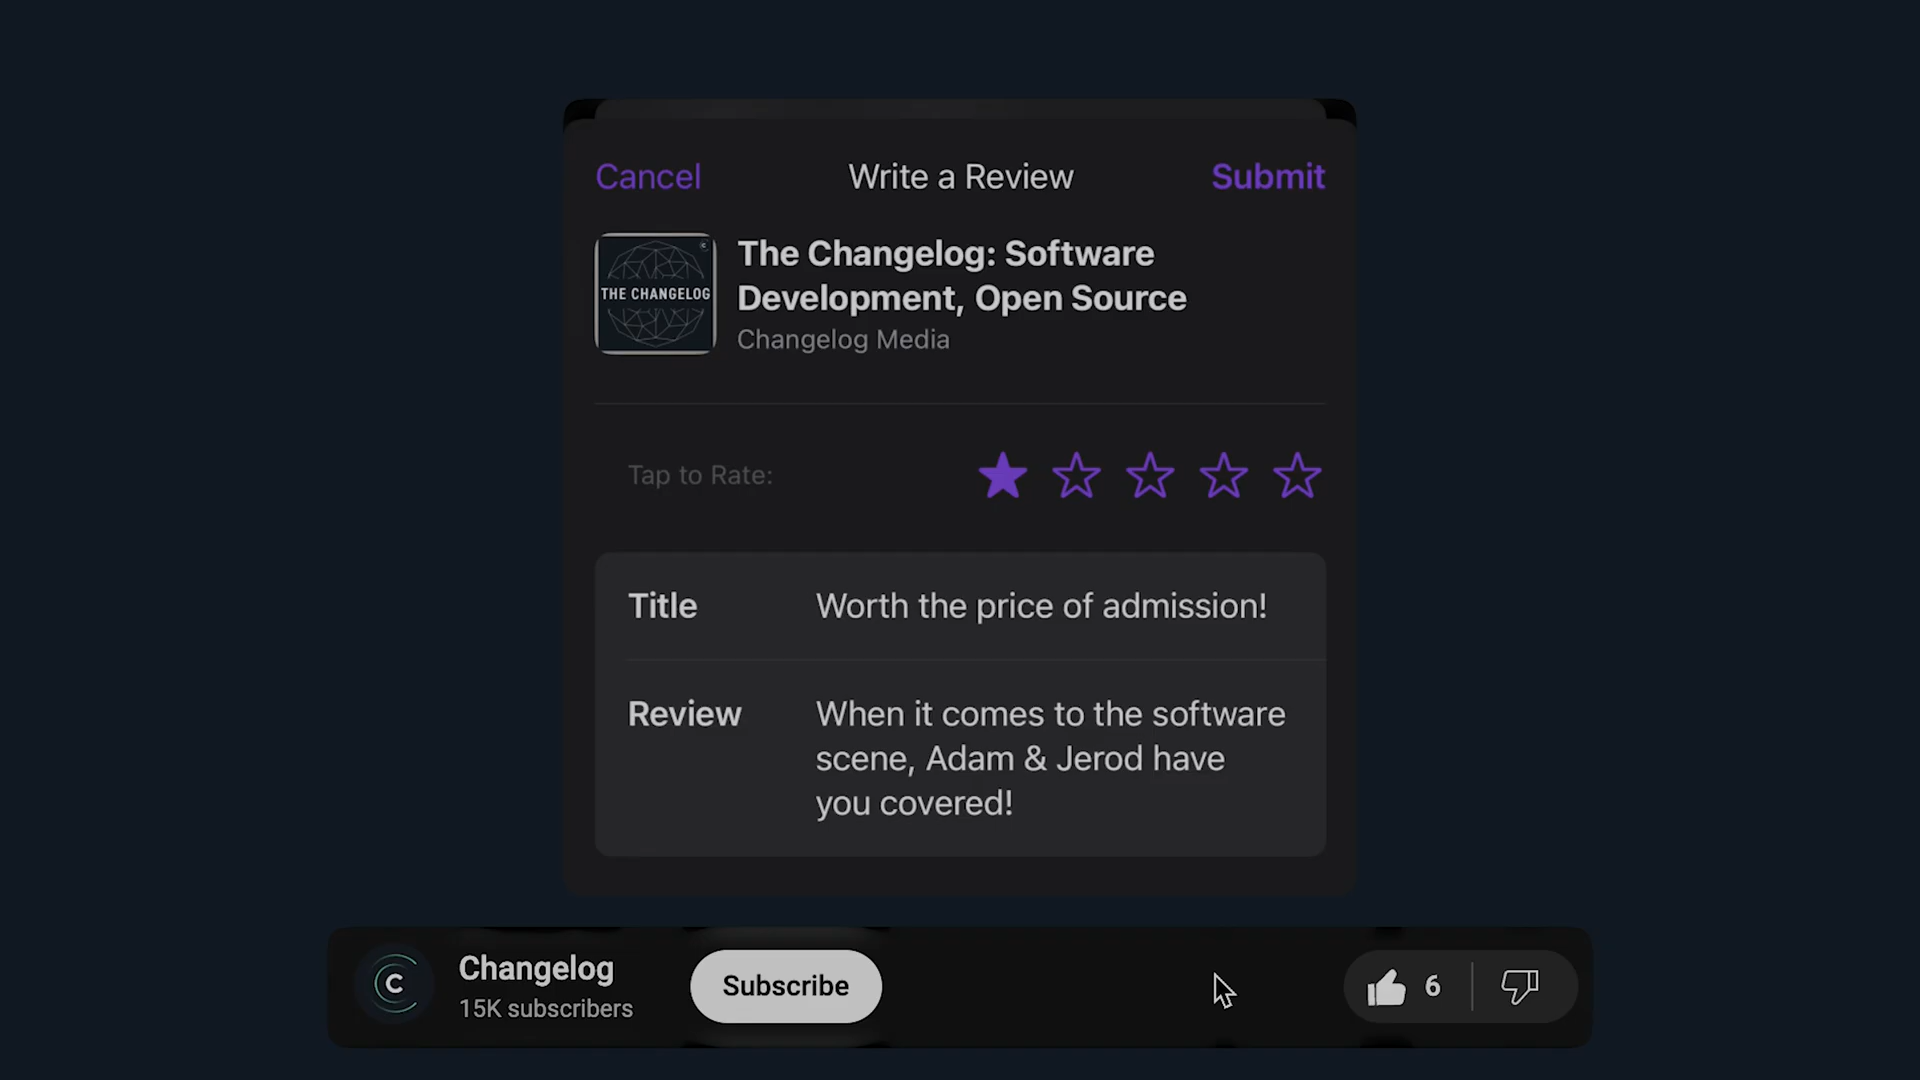 Cancel
Write a Review
Submit
THE CHANGELOG
The Changelog: Software
Development, Open Source
Changelog Media
Tap to Rate:
Title
Worth the price of admission!
Review
When it comes to the software
scene, Adam & Jerod have
you covered!
C
Changelog
15K subscribers
Subscribe
6